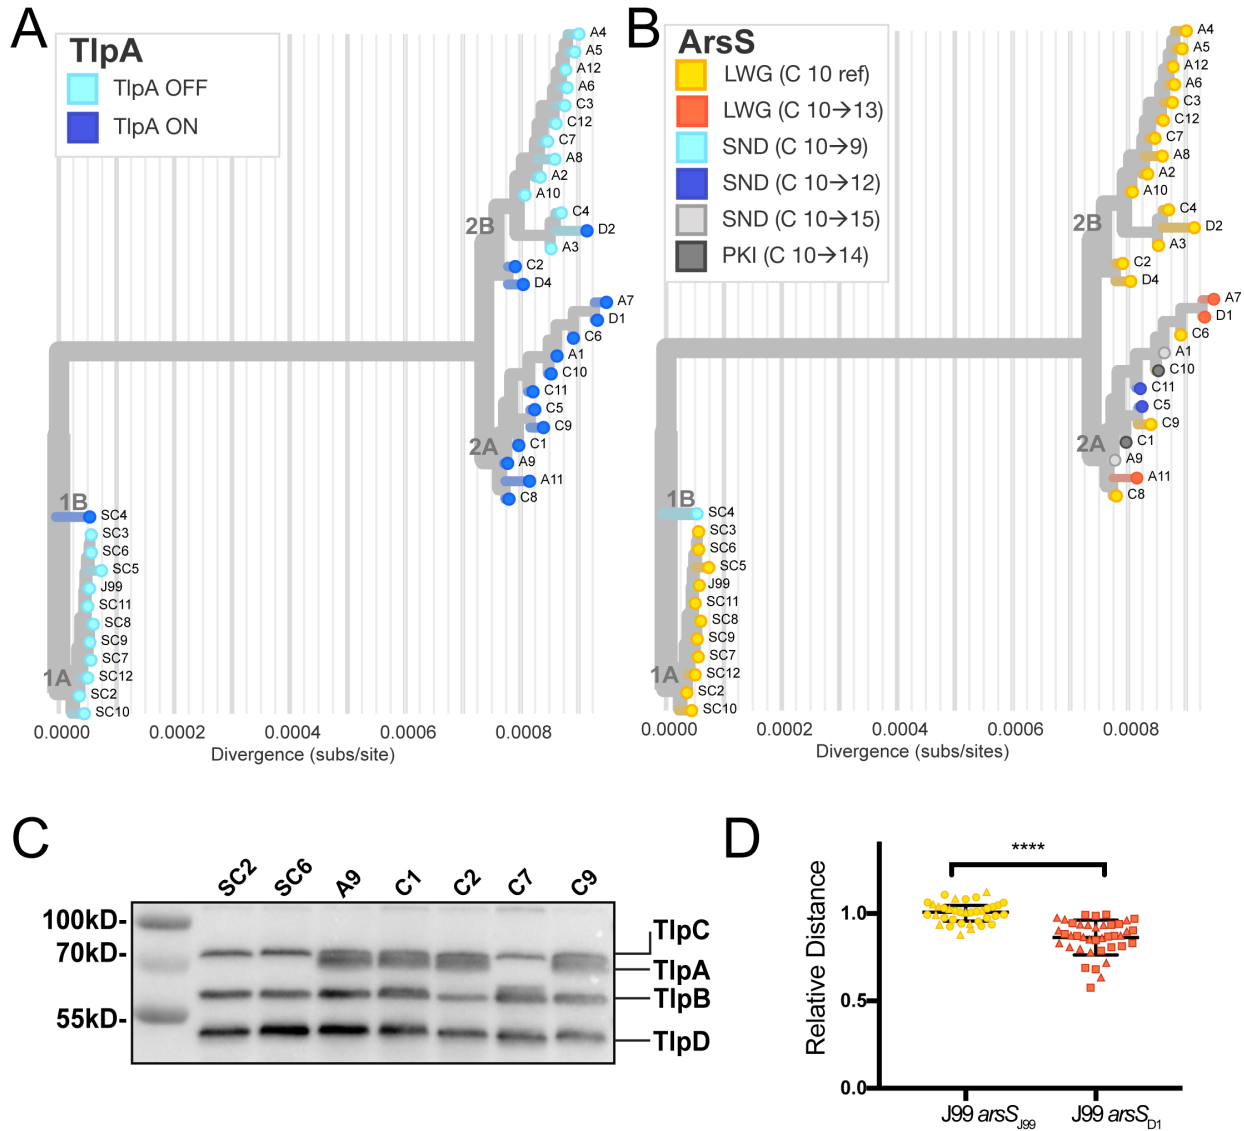 A
TlpA
TlpA OFF
TlpA ON
A4
A5
A12
A6
C3
C12
C7
A8
A2
A10
C4
2B
D2
A3
C2
D4
A7
D1
C6
A1
C10
C11
C5
C9
C1
2A
A9
A11
C8
1B
SC4
SC3
SC6
SC5
J99
SC11
SC8
SC9
SC7
1A
SC12
SC2
SC10
0.0000 0.0002 0.0004 0.0006 0.0008
Divergence (subs/site)
B
ArsS
LWG (C 10 ref)
LWG (C 10→13)
SND (C 10→9)
SND (C 10→12)
SND (C 10→15)
PKI (C 10→14)
A4
A5
A12
A6
C3
C12
C7
A8
A2
A10
C4
2B
D2
A3
C2
D4
A7
D1
C6
A1
C10
C11
C5
C9
C1
2A
A9
A11
C8
1B
SC4
SC3
SC6
SC5
J99
SC11
SC8
SC9
SC7
1A
SC12
SC2
SC10
0.0000 0.0002 0.0004 0.0006 0.0008
Divergence (subs/sites)
C
SC2 SC6 A9 C1 C2 C7 C9
100kD-
70kD-
55kD-
TlpC
TlpA
TlpB
TlpD
D
****
Relative Distance
1.0
0.5
0.0
J99 arsS J99
J99 arsS D1